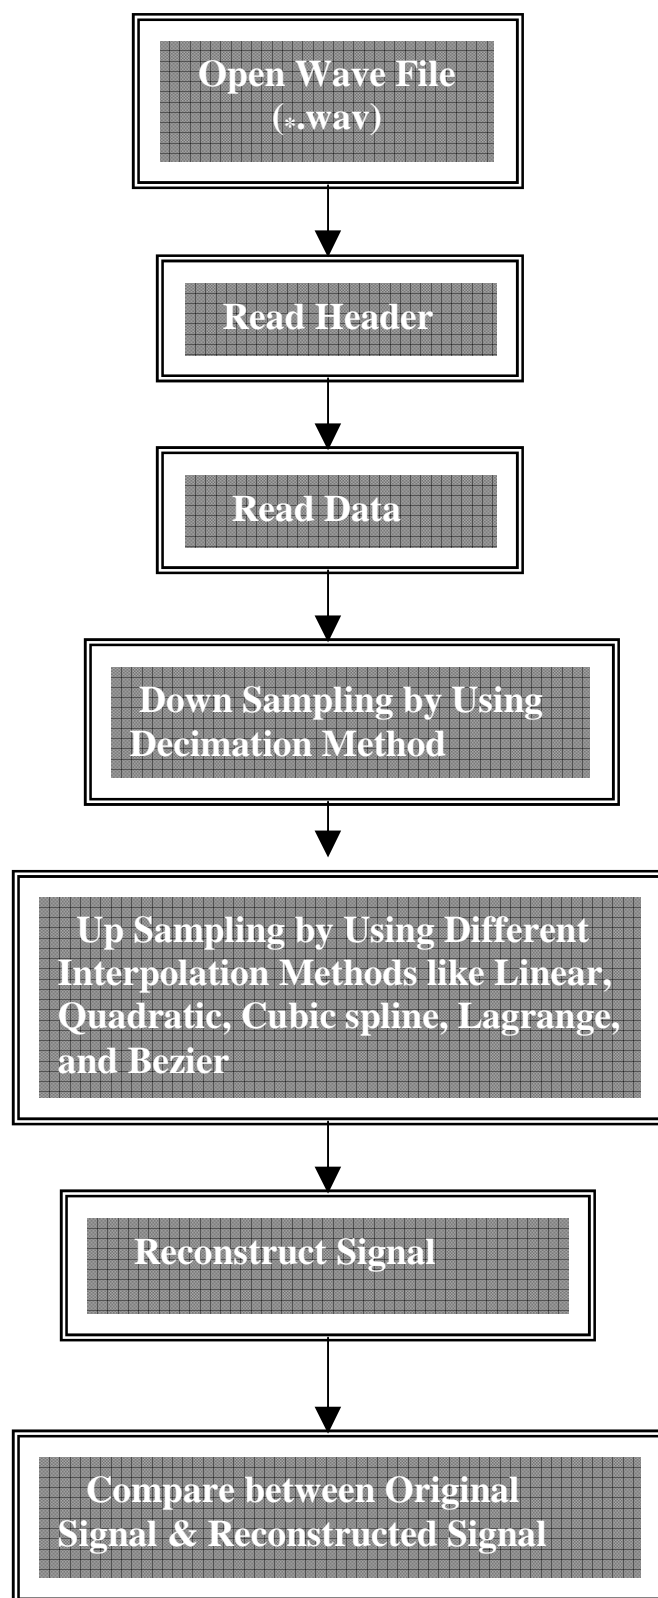 Open Wave File
(*.wav)
Read Header
Read Data
Down Sampling by Using
Decimation Method
Up Sampling by Using Different
Interpolation Methods like Linear,
Quadratic, Cubic spline, Lagrange,
and Bezier
Reconstruct Signal
Compare between Original
Signal & Reconstructed Signal